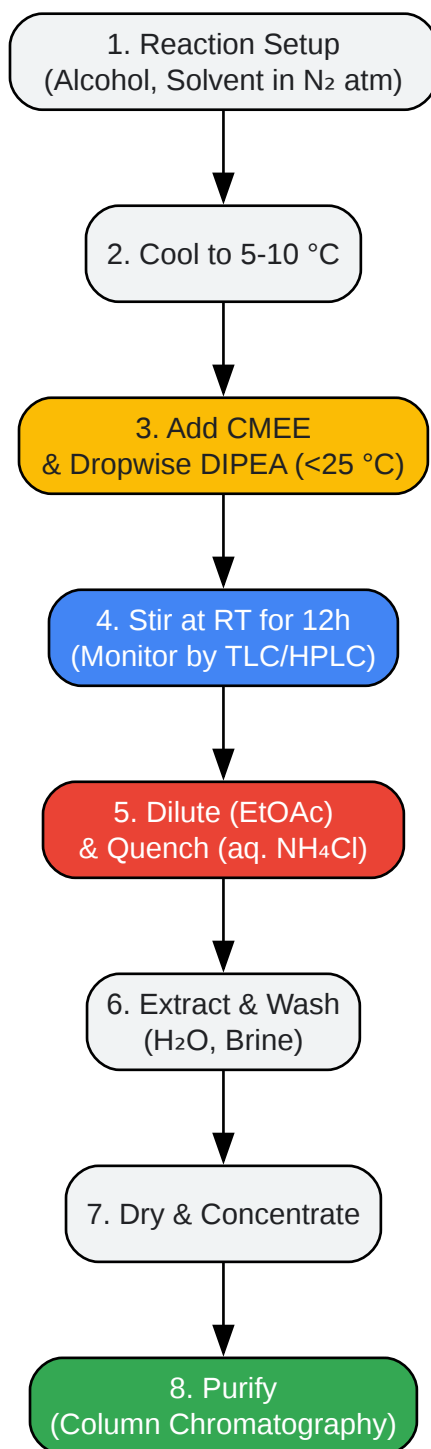 1. Reaction Setup
(Alcohol, Solvent in N₂ atm)
2. Cool to 5-10 °C
3. Add CMEE
& Dropwise DIPEA (<25 °C)
4. Stir at RT for 12h
(Monitor by TLC/HPLC)
5. Dilute (EtOAc)
& Quench (aq. NH₄Cl)
6. Extract & Wash
(H₂O, Brine)
7. Dry & Concentrate
8. Purify
(Column Chromatography)